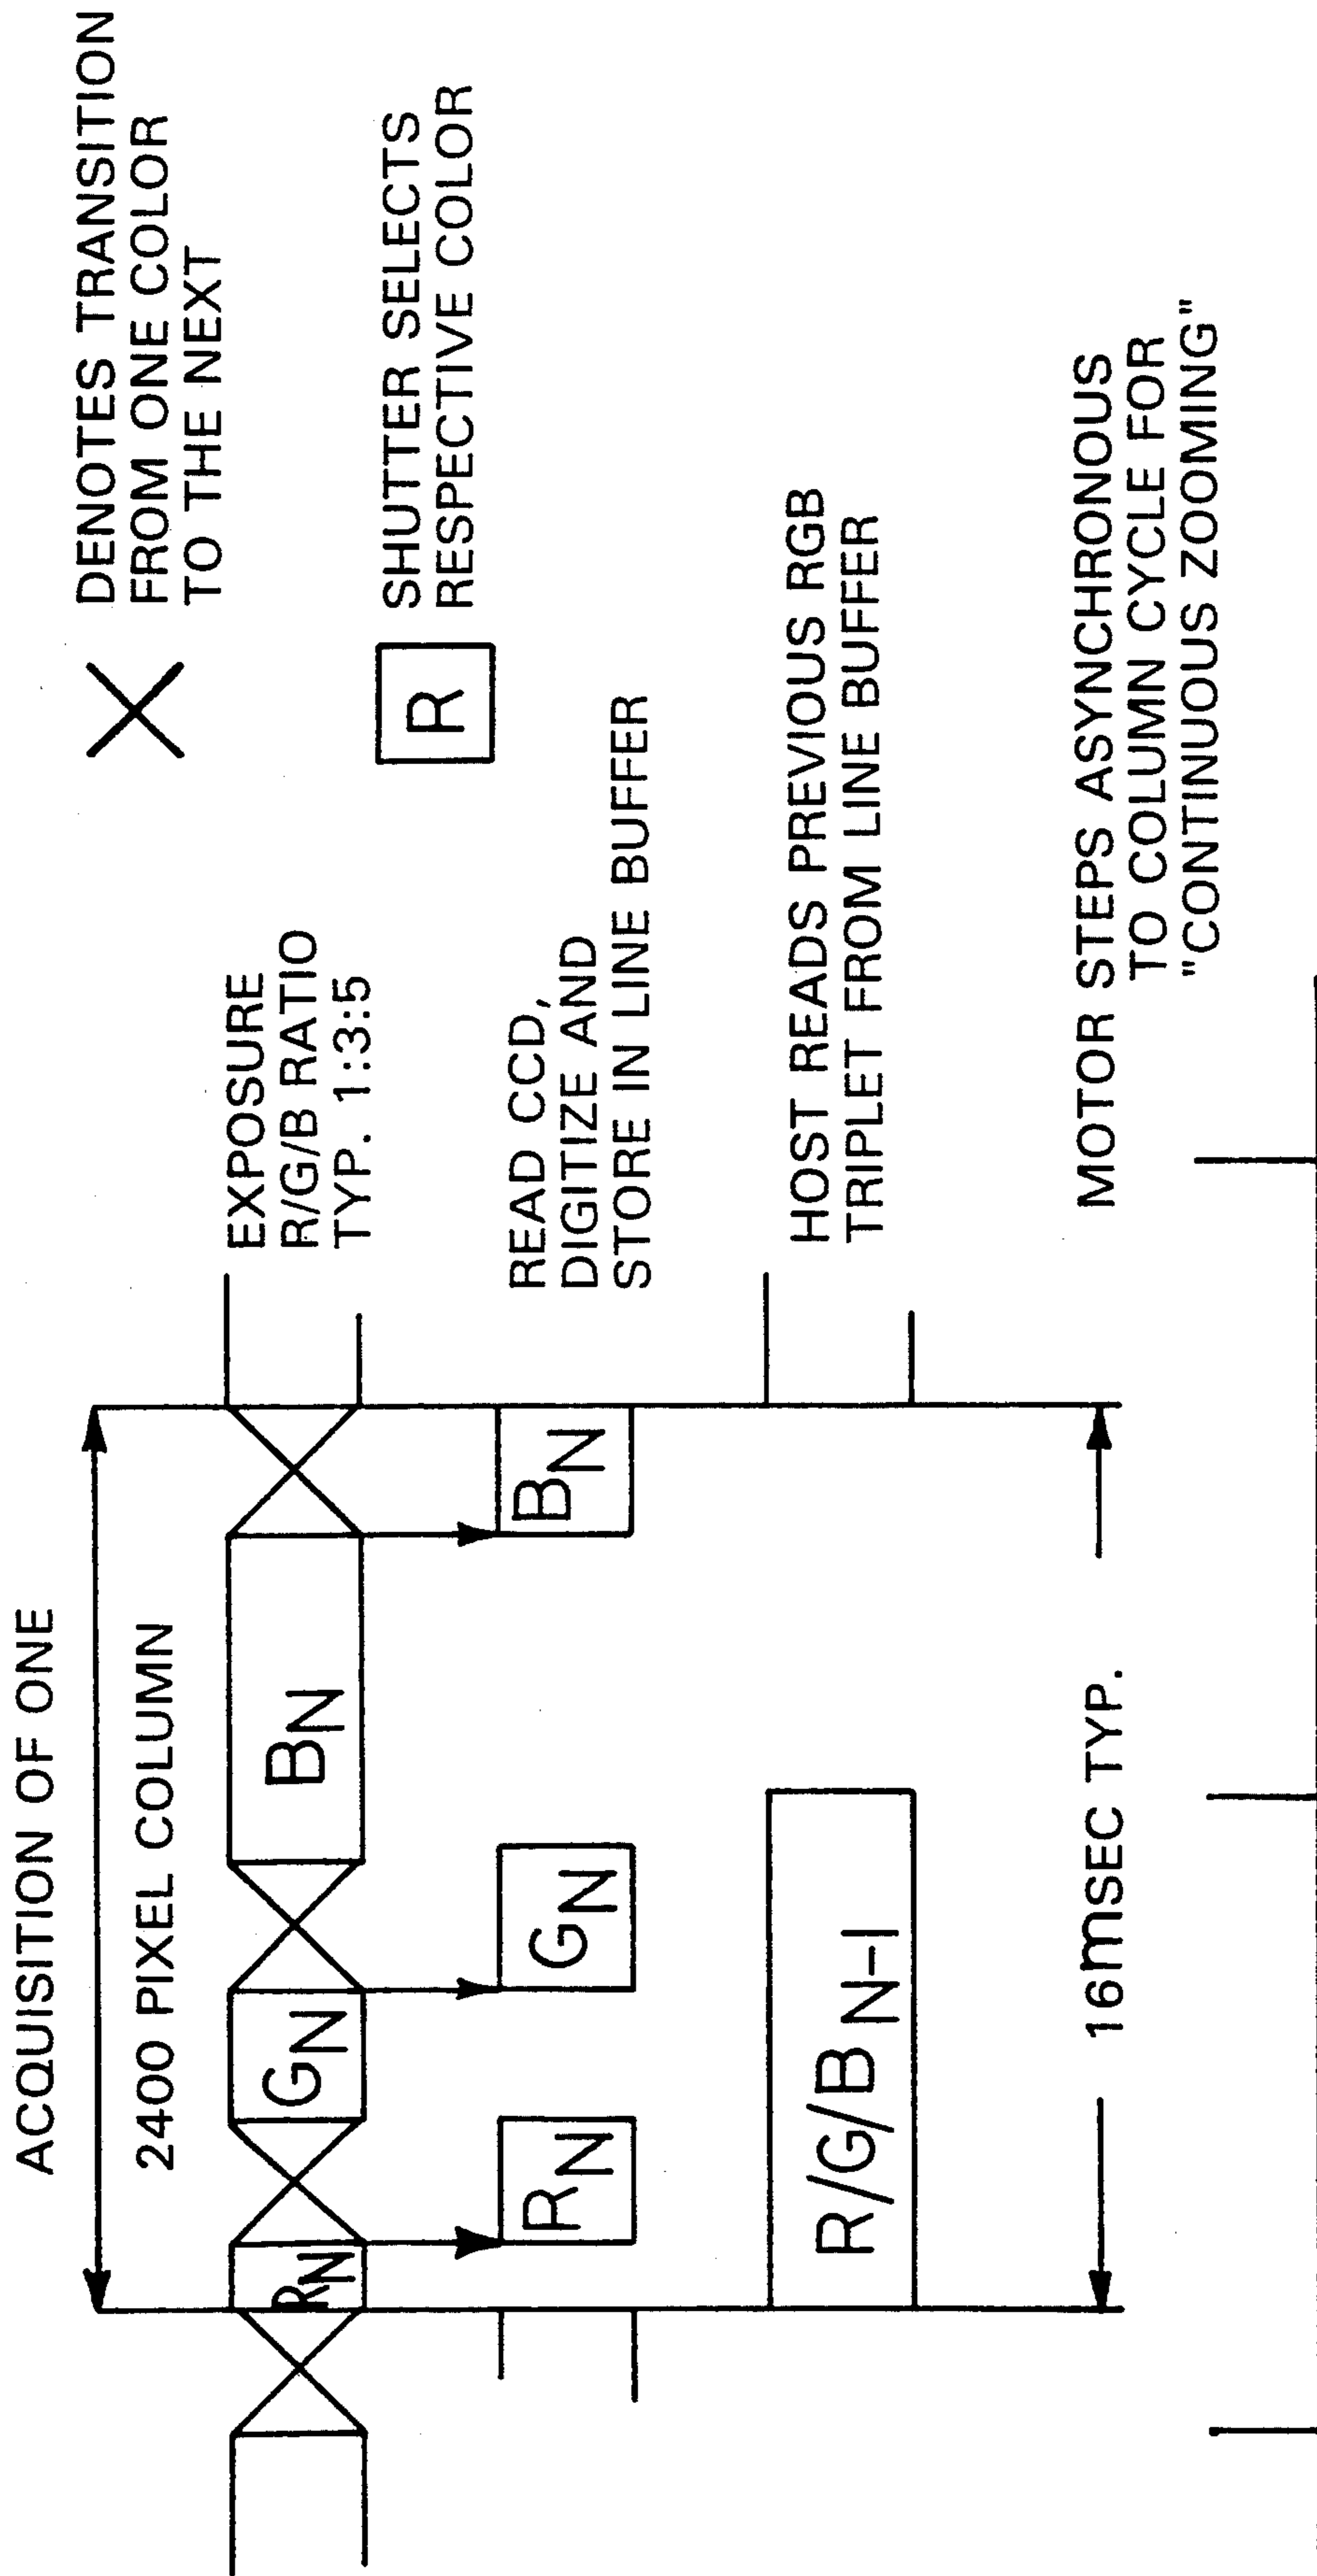 ACQUISITION OF ONE
2400 PIXEL COLUMN
DENOTES TRANSITION
FROM ONE COLOR
TO THE NEXT
R
SHUTTER SELECTS
RESPECTIVE COLOR
RN
GN
BN
EXPOSURE
R/G/B RATIO
TYP. 1:3:5
RN
GN
BN
READ CCD,
DIGITIZE AND
STORE IN LINE BUFFER
R/G/B N-1
HOST READS PREVIOUS RGB
TRIPLET FROM LINE BUFFER
16mSEC TYP.
MOTOR STEPS ASYNCHRONOUS
TO COLUMN CYCLE FOR
"CONTINUOUS ZOOMING"